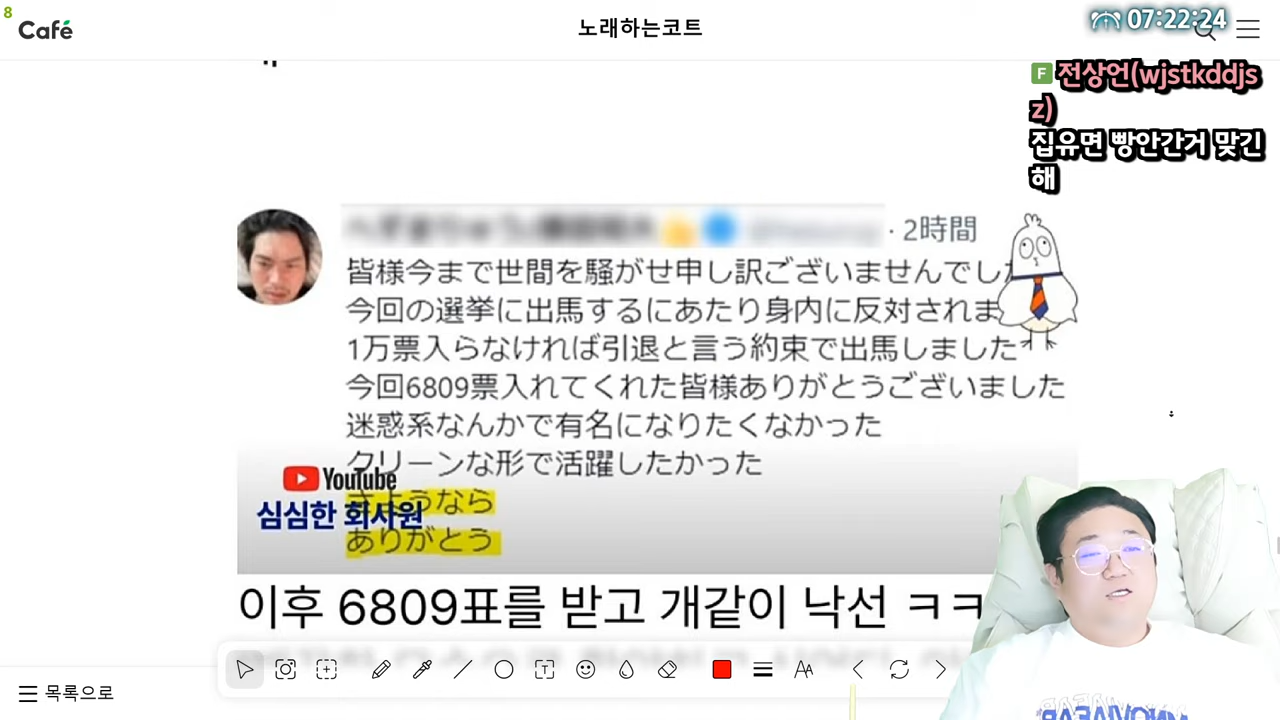 8
Café
노래하는코트
07:22:24
F 전상언(wjstkddjs
z)
집유면 빵안간거 맞긴
해
· 2時間
皆様今まで世間を騒がせ申し訳ございませんでした
今回の選挙に出馬するにあたり身内に反対されま
1万票入らなければ引退と言う約束で出馬しました
今回6809票入れてくれた皆様ありがとうございました
迷惑系なんかで有名になりたくなかった
クリーンな形で活躍したかった
YouTube
さようなら
심심한 회사원
ありがとう
이후 6809표를 받고 개같이 낙선 ㅋㅋ
목록으로